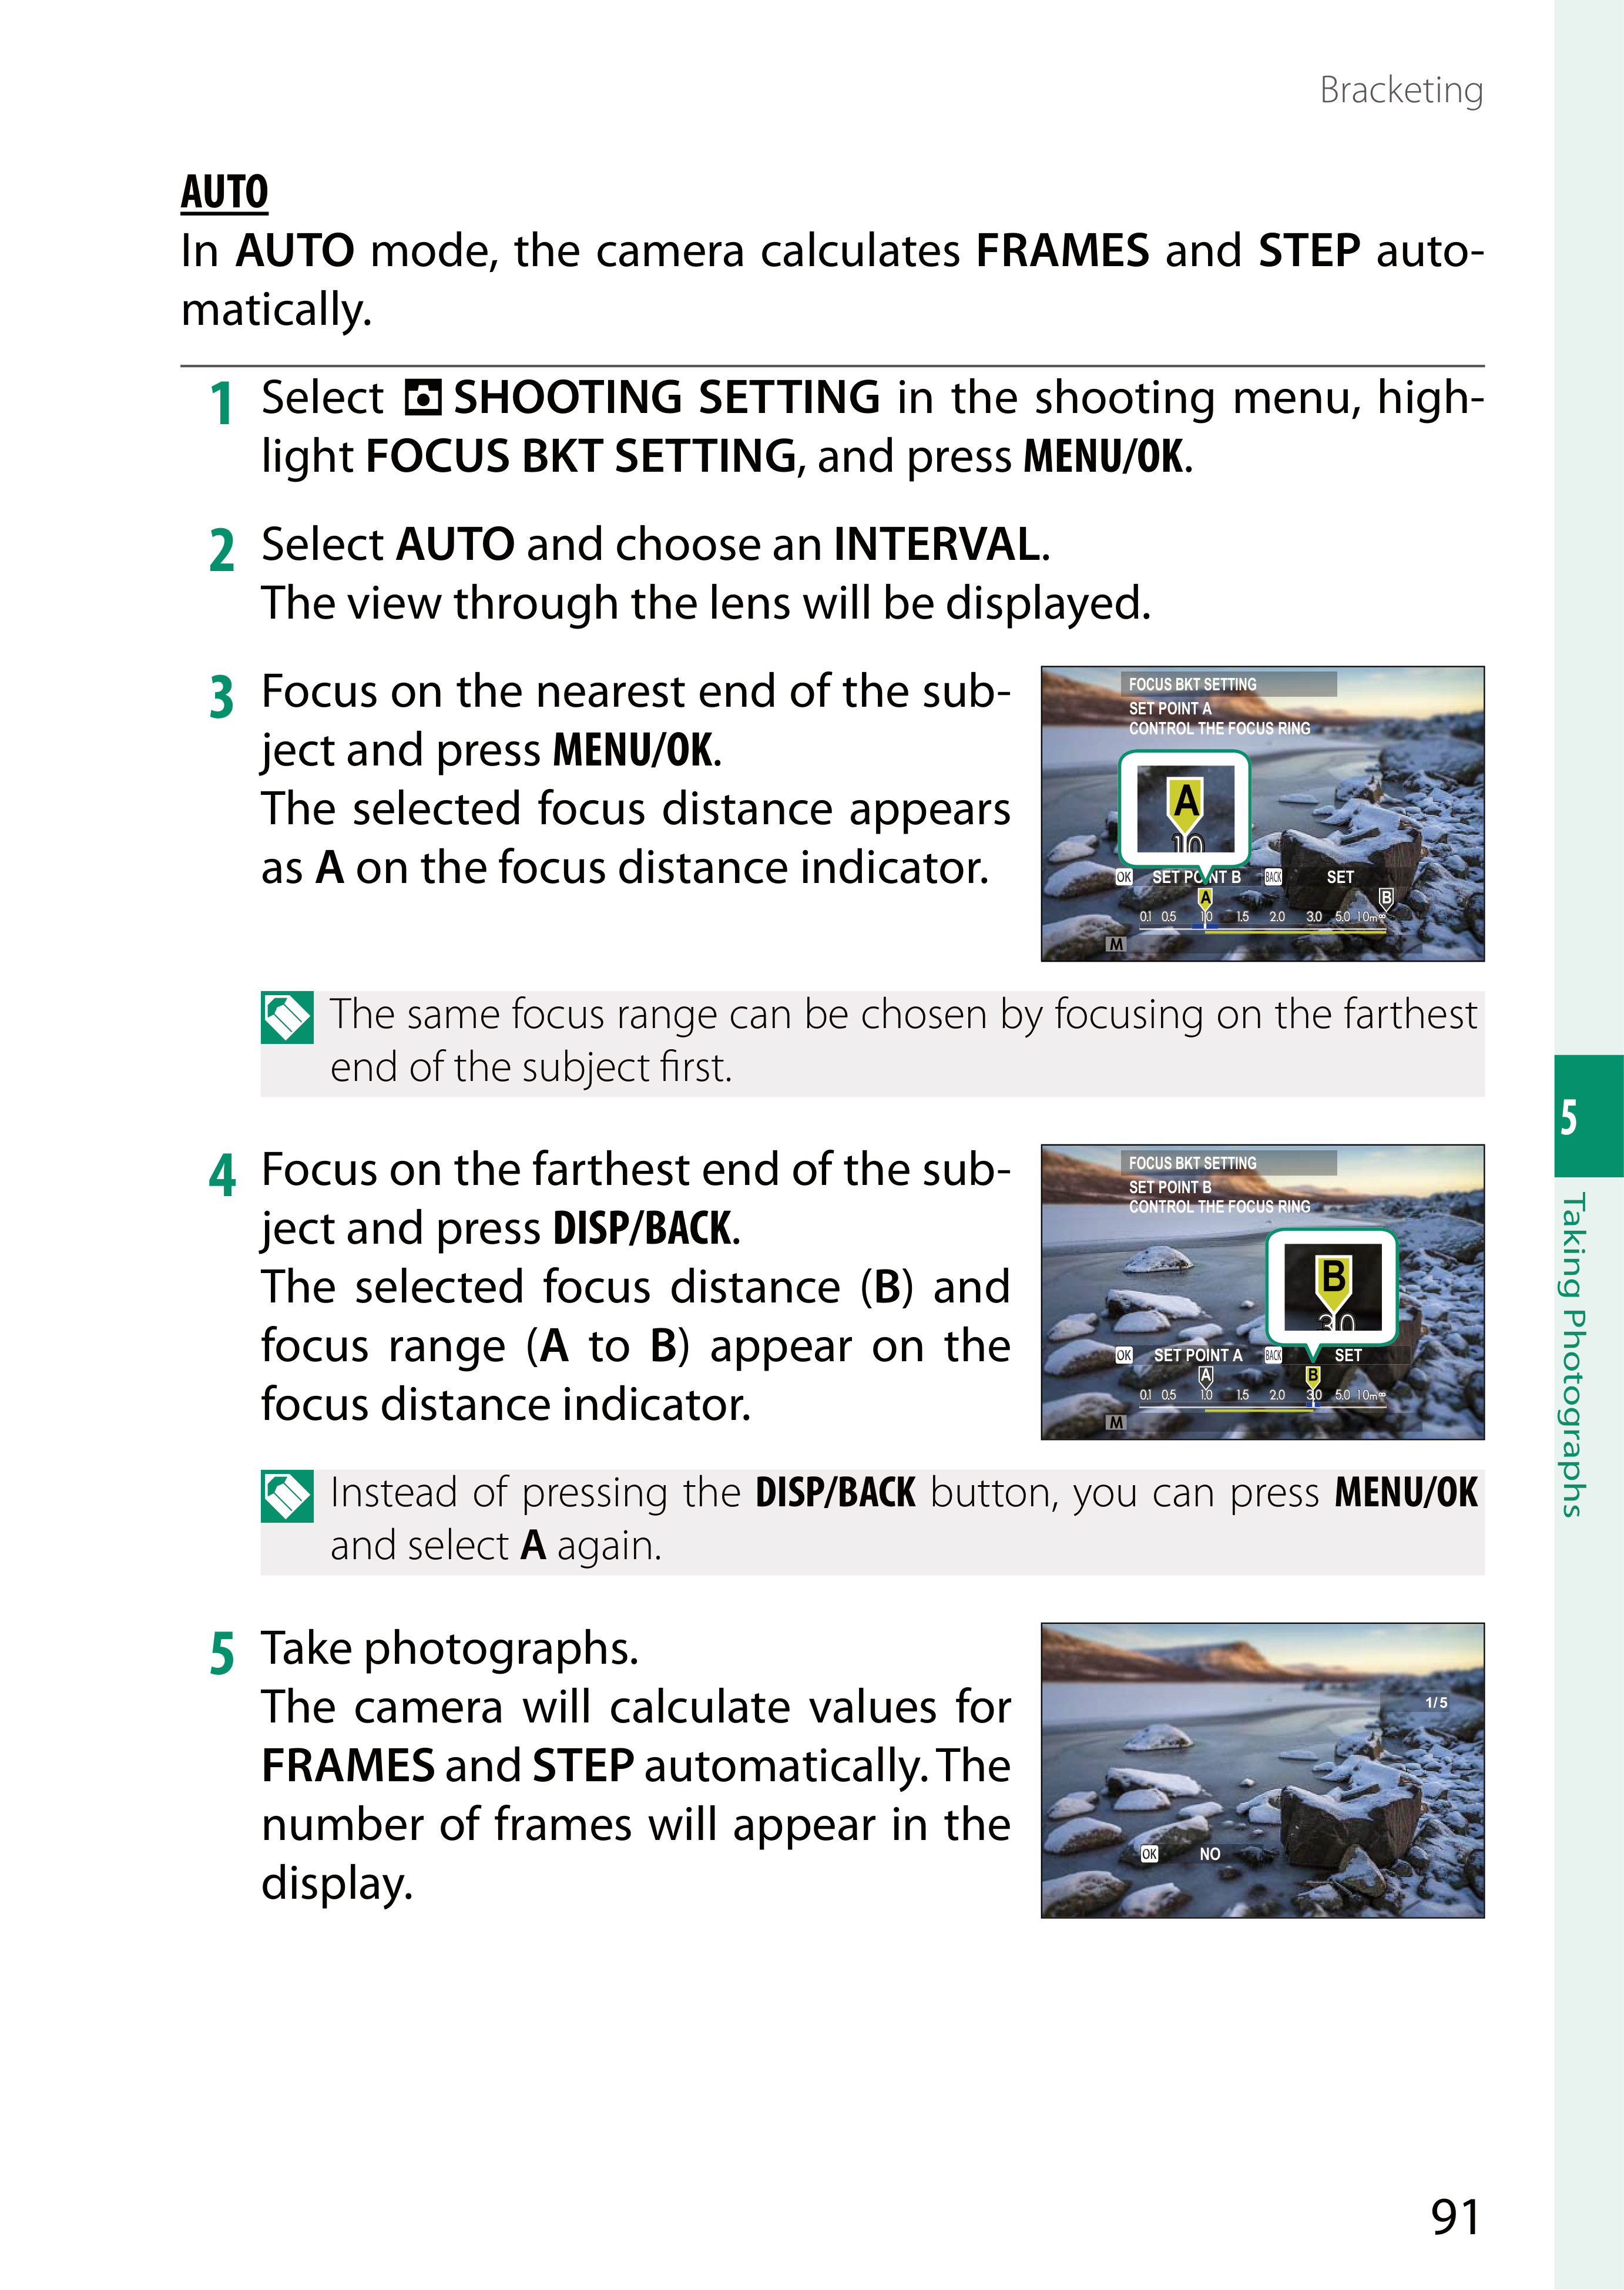 Bracketing
AUTO
In AUTO mode, the camera calculates FRAMES and STEP auto-
matically.
1 Select SHOOTING SETTING in the shooting menu, high-
light FOCUS BKT SETTING, and press MENU/OK.
2 Select AUTO and choose an INTERVAL.
The view through the lens will be displayed.
3 Focus on the nearest end of the sub-
ject and press MENU/OK.
The selected focus distance appears
as A on the focus distance indicator.
FOCUS BKT SETTING
SET POINT A
CONTROL THE FOCUS RING
A
10
OK SET POINT B BACK SET
A B
0.1 0.5 1.0 1.5 2.0 3.0 5.0 10m∞
M
The same focus range can be chosen by focusing on the farthest
end of the subject first.
4 Focus on the farthest end of the sub-
ject and press DISP/BACK.
The selected focus distance (B) and
focus range (A to B) appear on the
focus distance indicator.
FOCUS BKT SETTING
SET POINT B
CONTROL THE FOCUS RING
B
30
OK SET POINT A BACK SET
A B
0.1 0.5 1.0 1.5 2.0 3.0 5.0 10m∞
M
Instead of pressing the DISP/BACK button, you can press MENU/OK
and select A again.
5 Take photographs.
The camera will calculate values for
FRAMES and STEP automatically. The
number of frames will appear in the
display.
1/5
OK NO
5
Taking Photographs
91